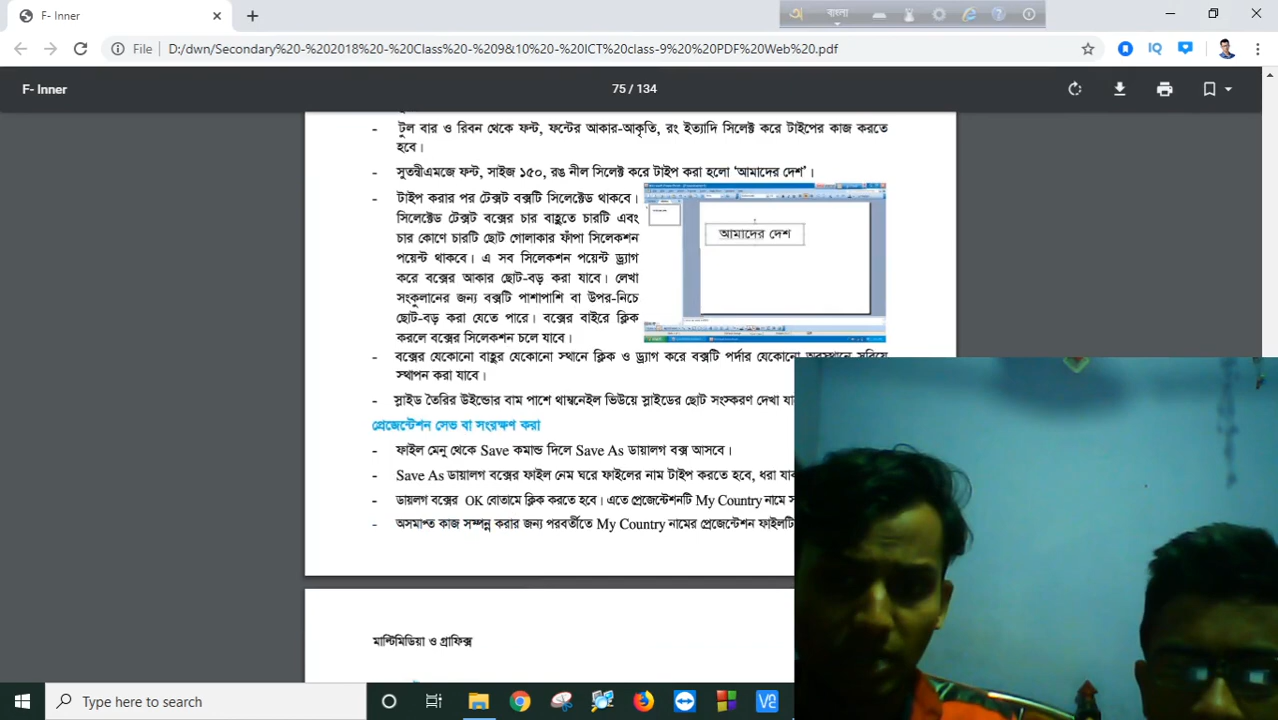 F- Inner
বাংলা
File D:/dwn/Secondary%20-%202018%20-%20Class%20-%209&10%20-%20ICT%20class-9%20%20PDF%20Web%20.pdf
F- Inner 75 / 134
- টুল বার ও রিবন থেকে ফন্ট, ফন্টের আকার-আকৃতি, রং ইত্যাদি সিলেক্ট করে টাইপের কাজ করতে
হবে।
- সুতন্বীএমজে ফন্ট, সাইজ ১৫০, রঙ নীল সিলেক্ট করে টাইপ করা হলো ‘আমাদের দেশ’।
- টাইপ করার পর টেক্সট বক্সটি সিলেক্টেড থাকবে।
সিলেক্টেড টেক্সট বক্সের চার বাহুতে চারটি এবং
চার কোণে চারটি ছোট গোলাকার ফাঁপা সিলেকশন
পয়েন্ট থাকবে। এ সব সিলেকশন পয়েন্ট ড্র্যাগ
করে বক্সের আকার ছোট-বড় করা যাবে। লেখা
সংকুলানের জন্য বক্সটি পাশাপাশি বা উপর-নিচে
ছোট-বড় করা যেতে পারে। বক্সের বাইরে ক্লিক
করলে বক্সের সিলেকশন চলে যাবে।
আমাদের দেশ
- বক্সের যেকোনো বাহুর যেকোনো স্থানে ক্লিক ও ড্র্যাগ করে বক্সটি পর্দার যেকোনো অবস্থানে সরিয়ে
স্থাপন করা যাবে।
- স্লাইড তৈরির উইন্ডোর বাম পাশে থাম্বনেইল ভিউয়ে স্লাইডের ছোট সংস্করণ দেখা
প্রেজেন্টেশন সেভ বা সংরক্ষণ করা
- ফাইল মেনু থেকে Save কমান্ড দিলে Save As ডায়ালগ বক্স আসবে।
- Save As ডায়ালগ বক্সের ফাইল নেম ঘরে ফাইলের নাম টাইপ করতে হবে, ধরা
- ডায়লগ বক্সের OK বোতামে ক্লিক করতে হবে। এতে প্রেজেন্টেশনটি My Country নামে
- অসমাপ্ত কাজ সম্পন্ন করার জন্য পরবর্তীতে My Country নামের প্রেজেন্টেশন ফাইলটি
মাল্টিমিডিয়া ও গ্রাফিক্স
Type here to search